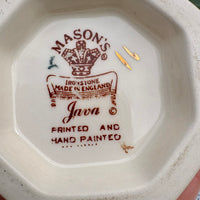 MASON'S
IRONSTONE
MADE IN ENGLAND
Java
PRINTED AND
HAND PAINTED